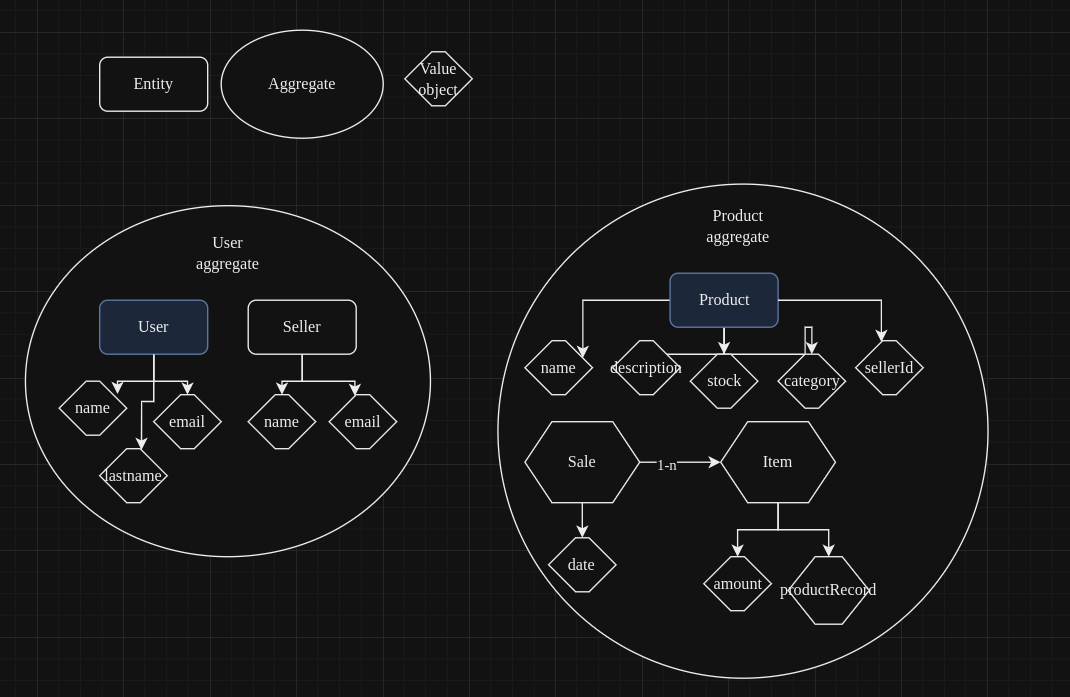 Entity
Aggregate
Value
object
User
aggregate
User
Seller
name
email
lastname
name
email
Product
aggregate
Product
name
description
stock
category
sellerId
Sale
1-n
Item
date
amount
productRecord